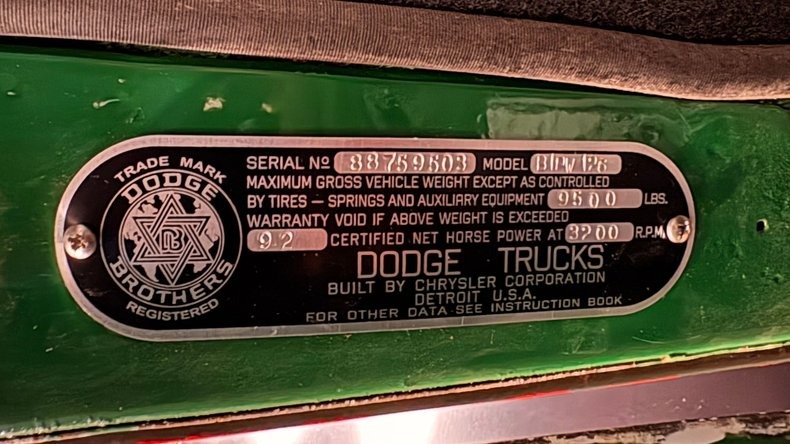 TRADE MARK
DODGE
DB
BROTHERS
REGISTERED
SERIAL Nº 88759503 MODEL
MAXIMUM GROSS VEHICLE WEIGHT EXCEPT AS CONTROLLED
BY TIRES — SPRINGS AND AUXILIARY EQUIPMENT 9500 LBS.
WARRANTY VOID IF ABOVE WEIGHT IS EXCEEDED
92 CERTIFIED NET HORSE POWER AT 3200 R.P.M.
DODGE TRUCKS
BUILT BY CHRYSLER CORPORATION
DETROIT U.S.A.
FOR OTHER DATA SEE INSTRUCTION BOOK